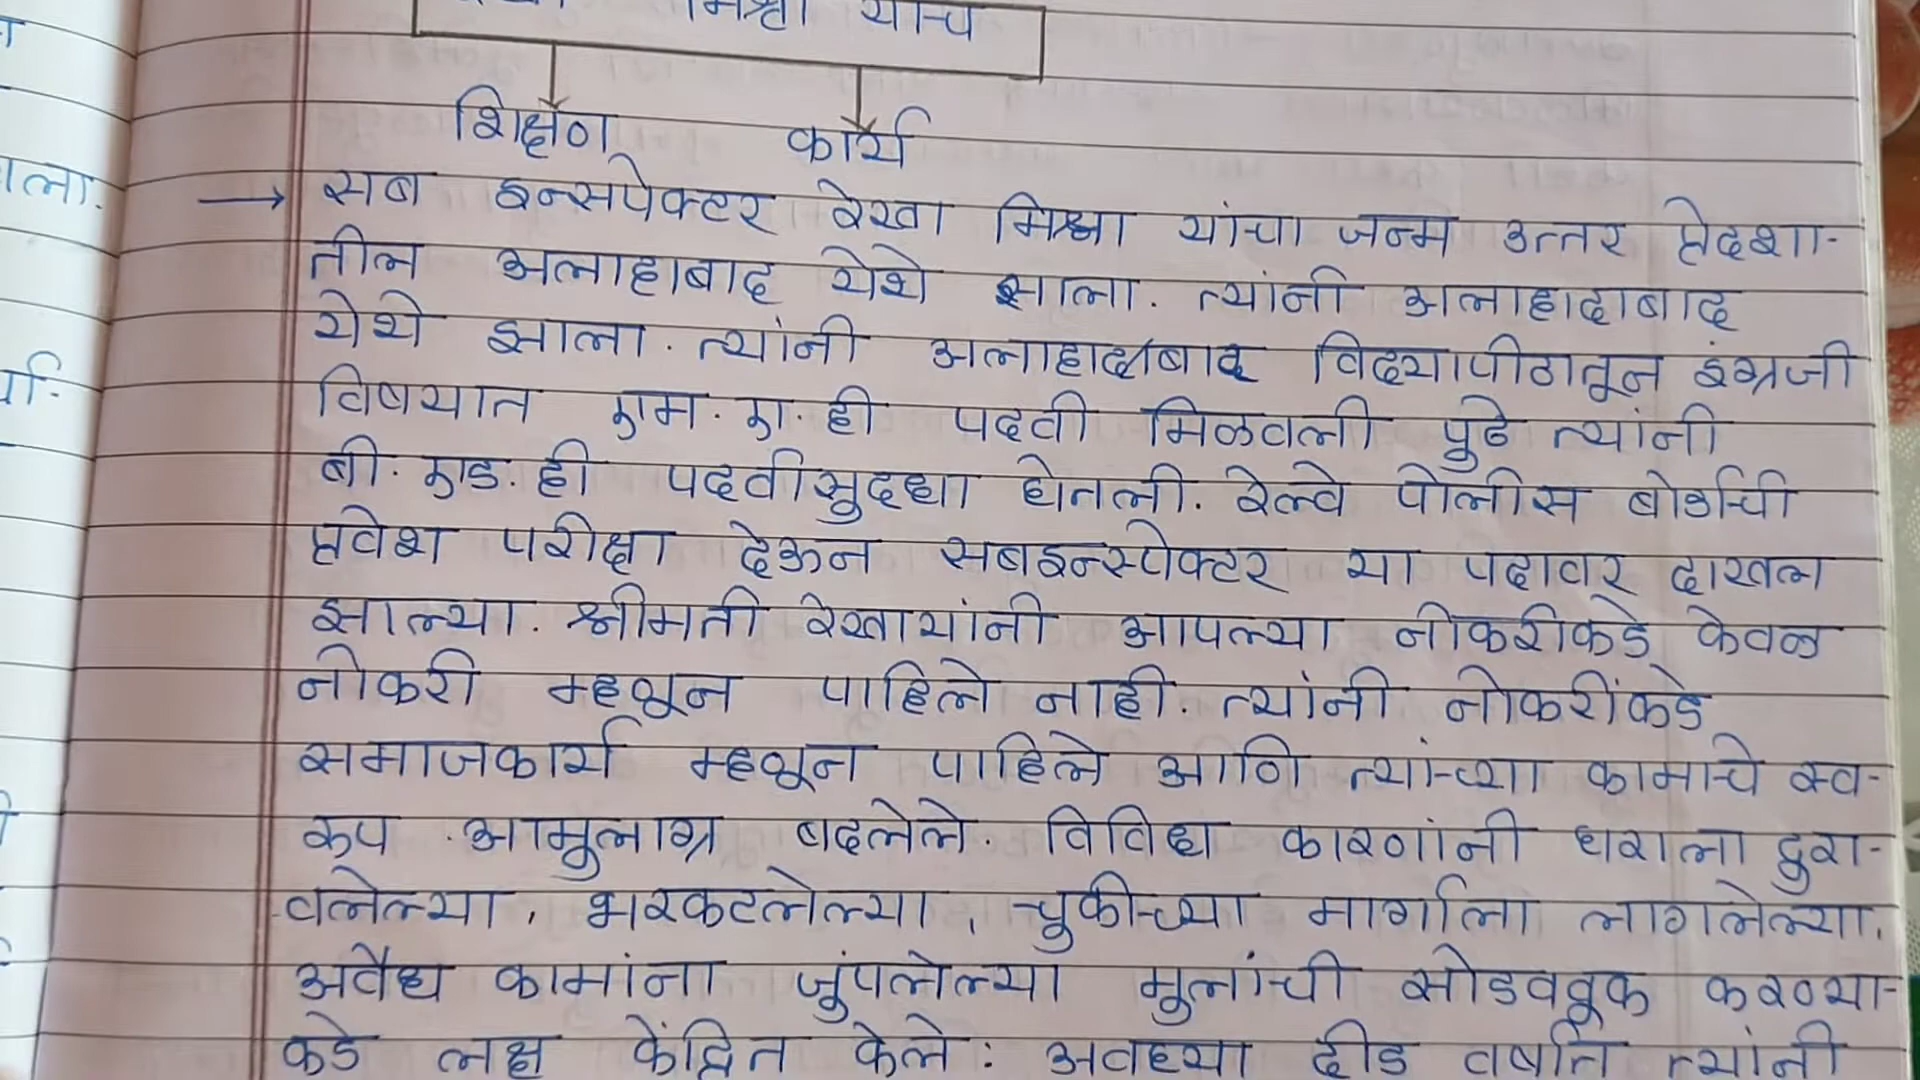 मिश्रा यांचे
शिक्षण कार्य
→ सब इन्सपेक्टर रेखा मिश्रा यांचा जन्म उत्तर प्रेदशा-
तील अलाहाबाद येथे झाला. त्यांनी अलाहादाबाद
येथे झाला. त्यांनी अलाहादाबाद विद्यापीठातून इंग्रजी
विषयात एम. ए. ही पदवी मिळवली पुढे त्यांनी
बी. एड. ही पदवीसुद्धा घेतली. रेल्वे पोलीस बोर्डाची
प्रवेश परीक्षा देऊन सबइन्स्पेक्टर या पदावर दाखल
झाल्या. श्रीमती रेखायांनी आपल्या नोकरीकडे केवळ
नोकरी म्हणून पाहिले नाही. त्यांनी नोकरींकडे
समाजकार्य म्हणून पाहिले आणि त्यांच्या कामाचे स्व-
रूप आमुलाग्र बदलेले. विविध कारणांनी घराला दुरा-
वलेल्या, भरकटलेल्या, चुकीच्या मार्गाला लागलेल्या,
अवैध कामांना जुंपलेल्या मुलांची सोडवणूक करण्या-
कडे लक्ष केंद्रित केले: अवघ्या दीड वर्षात त्यांनी
ला.